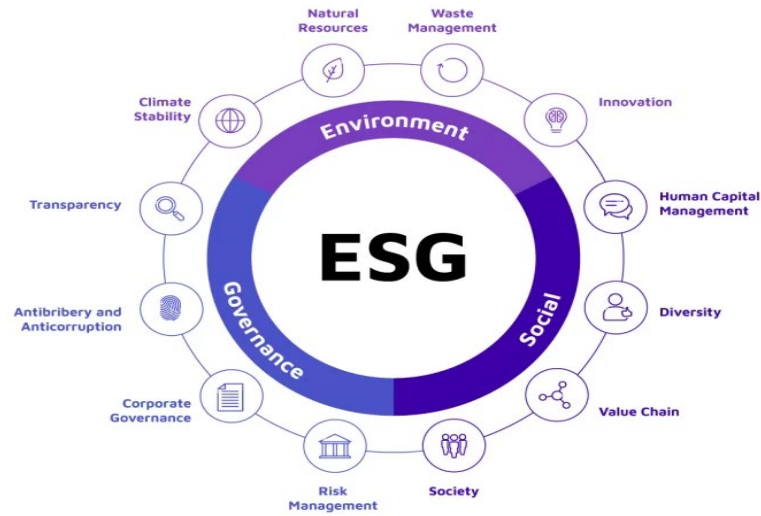 Natural
Resources
Waste
Management
Climate
Stability
Innovation
Environment
Transparency
Human Capital
Management
ESG
Antibribery and
Anticorruption
Governance
Social
Diversity
Corporate
Governance
Value Chain
Risk
Management
Society